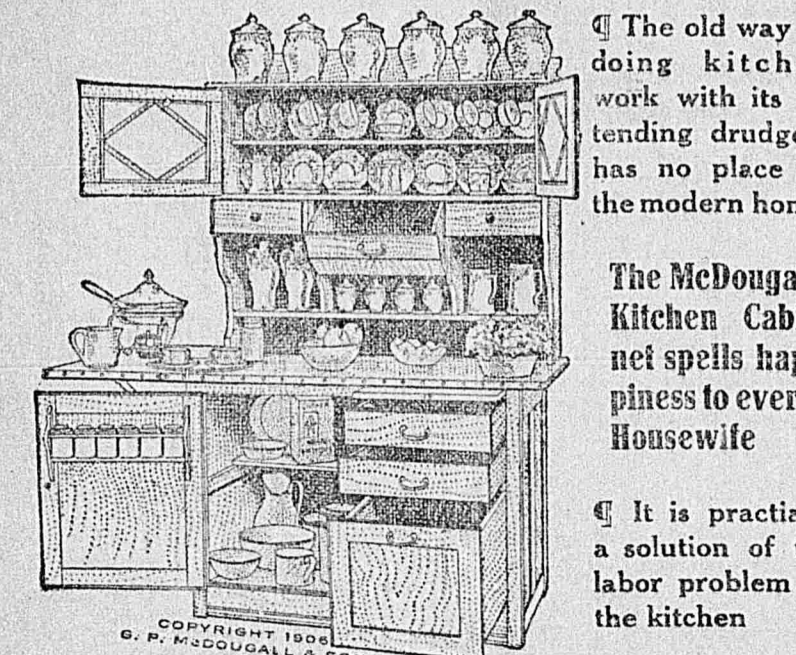 ¶ The old way
doing kitch
work with its
tending drudge
has no place
the modern hom
The McDouga
Kitchen Cab
net spells hap
piness to ever
Housewife
¶ It is practia
a solution of
labor problem
the kitchen
COPYRIGHT 1906
G. P. McDOUGALL &